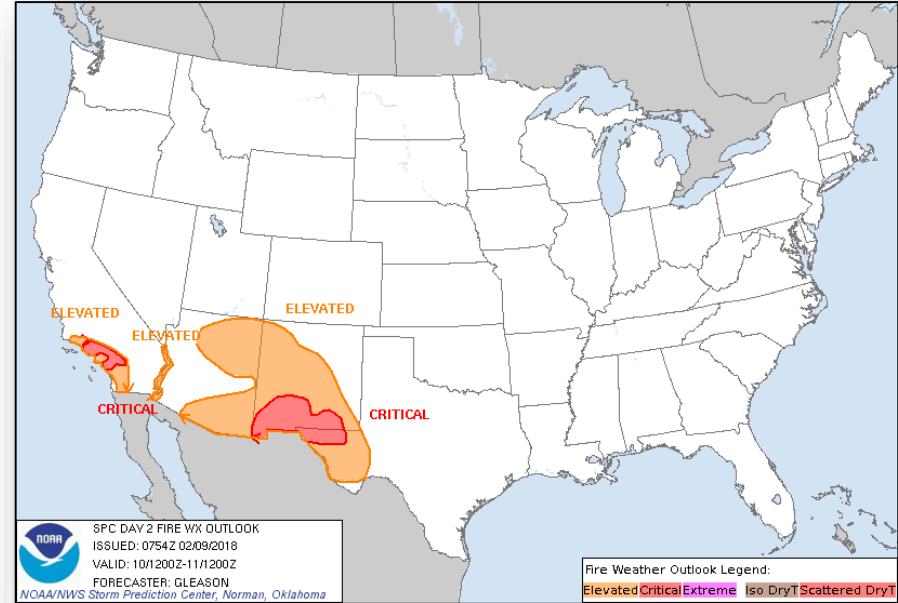 ELEVATED
ELEVATED
ELEVATED
CRITICAL
CRITICAL
NOAA
SPC DAY 2 FIRE WX OUTLOOK
ISSUED: 0754Z 02/09/2018
VALID: 10/1200Z-11/1200Z
FORECASTER: GLEASON
NOAA/NWS Storm Prediction Center, Norman, Oklahoma
Fire Weather Outlook Legend:
Elevated Critical Extreme Iso DryT Scattered DryT